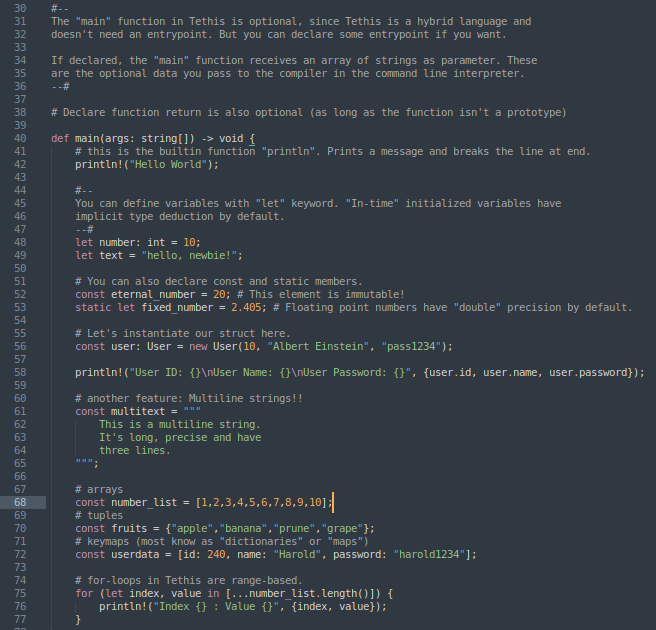 30 #--
31 The "main" function in Tethis is optional, since Tethis is a hybrid language and
32 doesn't need an entrypoint. But you can declare some entrypoint if you want.
33
34 If declared, the "main" function receives an array of strings as parameter. These
35 are the optional data you pass to the compiler in the command line interpreter.
36 --#
37
38 # Declare function return is also optional (as long as the function isn't a prototype)
39
40 def main(args: string[]) -> void {
41 # this is the builtin function "println". Prints a message and breaks the line at end.
42 println!("Hello World");
43
44 #--
45 You can define variables with "let" keyword. "In-time" initialized variables have
46 implicit type deduction by default.
47 --#
48 let number: int = 10;
49 let text = "hello, newbie!";
50
51 # You can also declare const and static members.
52 const eternal_number = 20; # This element is immutable!
53 static let fixed_number = 2.405; # Floating point numbers have "double" precision by default.
54
55 # Let's instantiate our struct here.
56 const user: User = new User(10, "Albert Einstein", "pass1234");
57
58 println!("User ID: {}\nUser Name: {}\nUser Password: {}", {user.id, user.name, user.password});
59
60 # another feature: Multiline strings!!
61 const multitext = """
62 This is a multiline string.
63 It's long, precise and have
64 three lines.
65 """;
66
67 # arrays
68 const number_list = [1,2,3,4,5,6,7,8,9,10];
69 # tuples
70 const fruits = {"apple","banana","prune","grape"};
71 # keymaps (most know as "dictionaries" or "maps")
72 const userdata = [id: 240, name: "Harold", password: "harold1234"];
73
74 # for-loops in Tethis are range-based.
75 for (let index, value in [...number_list.length()]) {
76 println!("Index {} : Value {}", {index, value});
77 }